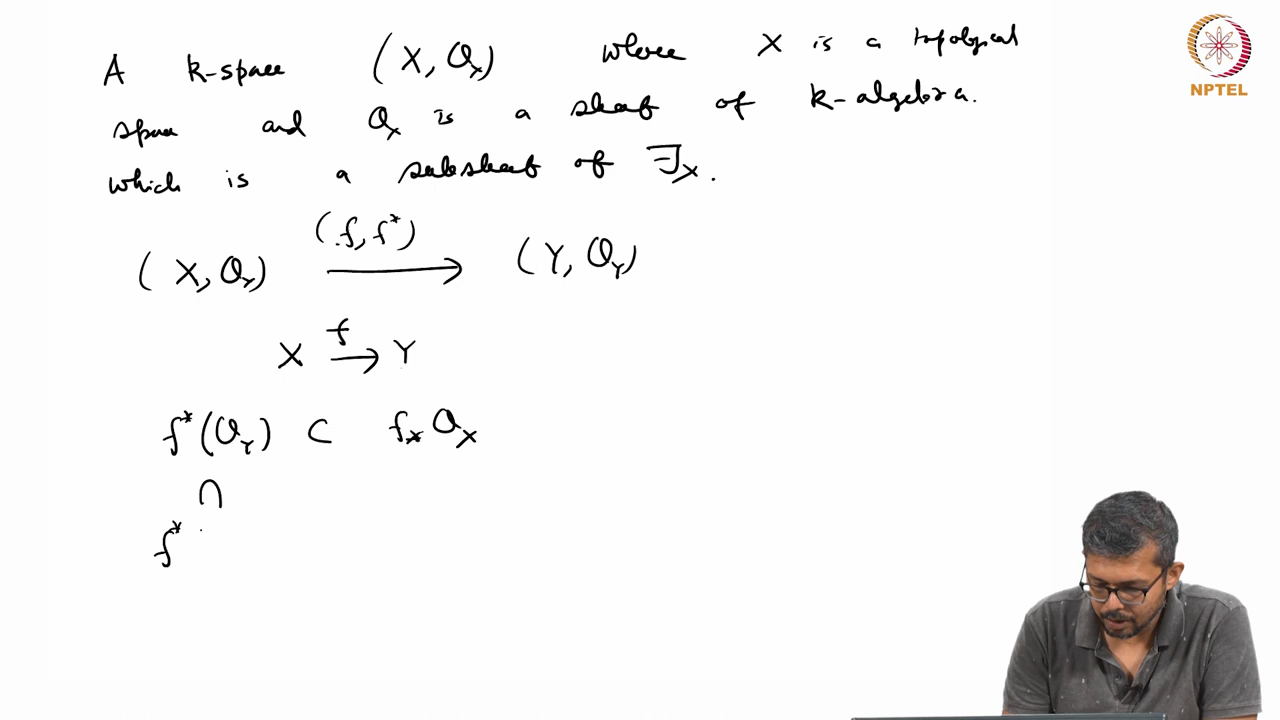 A k-space (X, O_X) where X is a topological
space and O_X is a sheaf of k-algebra.
which is a subsheaf of ℱ_X.
(f, f*)
(X, O_X) ⟶ (Y, O_Y)
X f⟶ Y
f*(O_Y) ⊂ f_* O_X
∩
f*
NPTEL